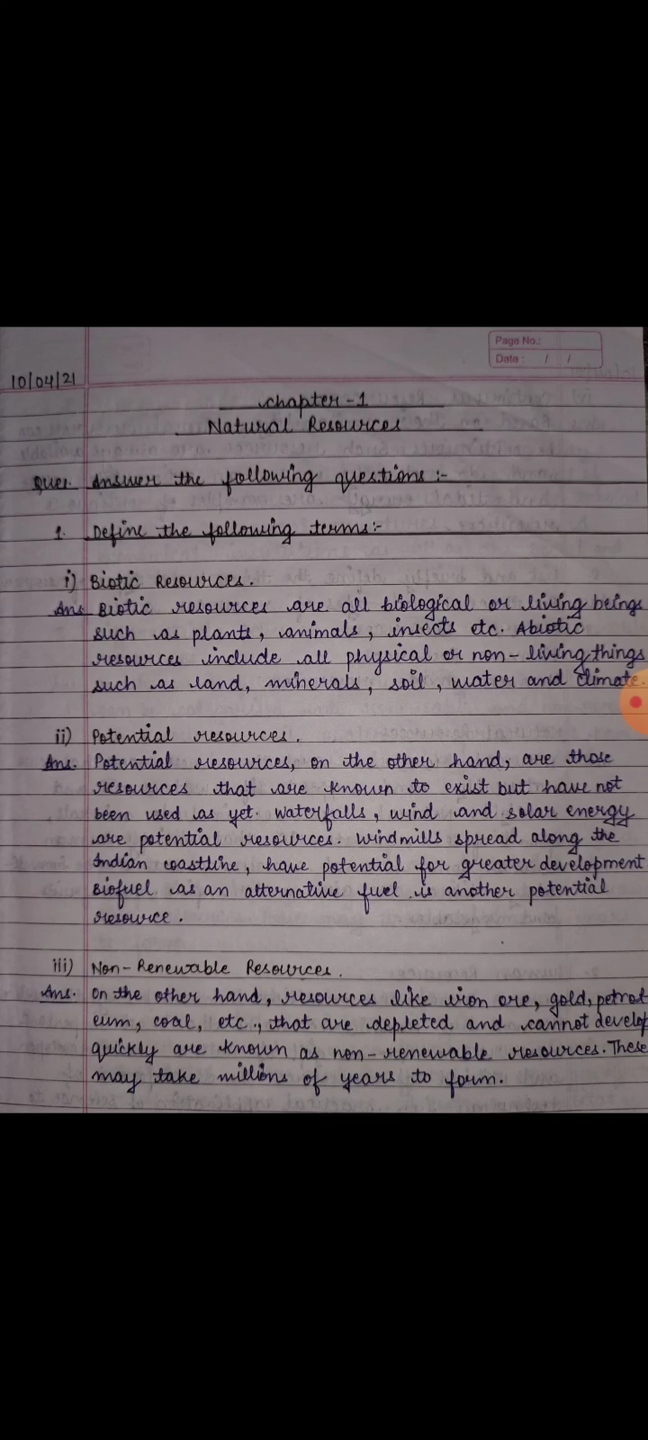 Page No.:
Date : / /
10/04/21
Chapter - 1
Natural Resources
Ques. Answer the following questions :-
1. Define the following terms:-
i) Biotic Resources.
Ans. Biotic resources are all biological or living beings
such as plants, animals, insects etc. Abiotic
resources include all physical or non-living things
such as land, minerals, soil, water and climate.
ii) Potential resources.
Ans. Potential resources, on the other hand, are those
resources that are known to exist but have not
been used as yet. Waterfalls, wind and solar energy
are potential resources. Windmills spread along the
Indian coastline, have potential for greater development
Biofuel as an alternative fuel is another potential
resource.
iii) Non-Renewable Resources.
Ans. On the other hand, resources like iron ore, gold, petrol
eum, coal, etc., that are depleted and cannot develop
quickly are known as non-renewable resources. These
may take millions of years to form.